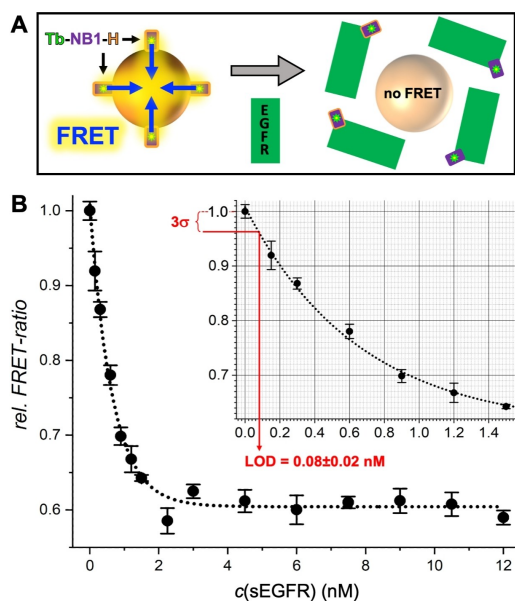 A
Tb-NB1-H
FRET
EGFR
no FRET
B
rel. FRET-ratio
1.0
0.9
0.8
0.7
0.6
0.5
0 2 4 6 8 10 12
c(sEGFR) (nM)
3σ
1.0
0.9
0.8
0.7
0.0 0.2 0.4 0.6 0.8 1.0 1.2 1.4
LOD = 0.08±0.02 nM